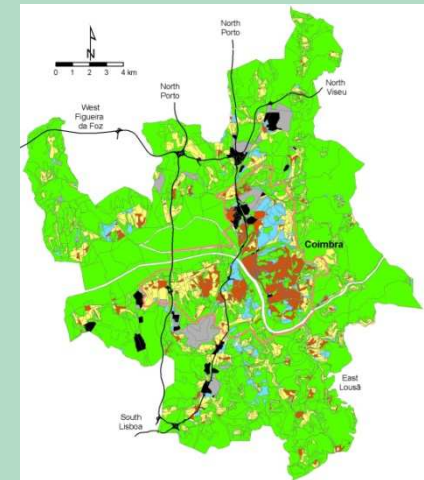 North
Porto
N
0 1 2 4 km
North
Porto
North
Viseu
West
Figueira
da Foz
Coimbra
East
Lousã
South
Lisboa